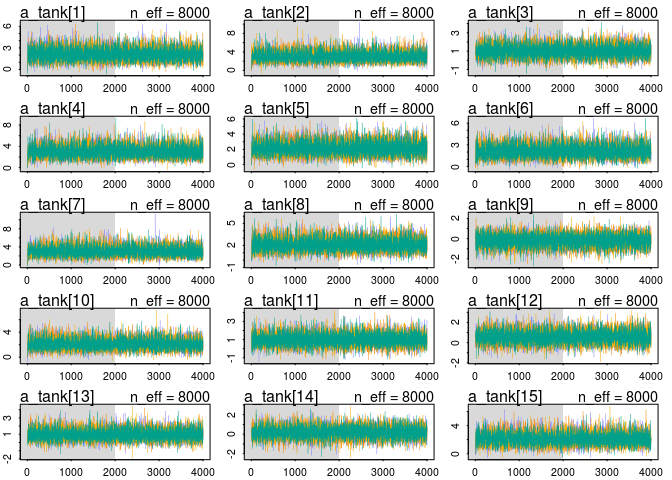 a_tank[1] n_eff = 8000 a_tank[2] n_eff = 8000 a_tank[3] n_eff = 8000
0 3 6
0 4 8
-1 1 3
0 1000 2000 3000 4000 0 1000 2000 3000 4000 0 1000 2000 3000 4000
a_tank[4] n_eff = 8000 a_tank[5] n_eff = 8000 a_tank[6] n_eff = 8000
0 4 8
0 2 4 6
0 3 6
0 1000 2000 3000 4000 0 1000 2000 3000 4000 0 1000 2000 3000 4000
a_tank[7] n_eff = 8000 a_tank[8] n_eff = 8000 a_tank[9] n_eff = 8000
0 4 8
-1 2 5
-2 0 2
0 1000 2000 3000 4000 0 1000 2000 3000 4000 0 1000 2000 3000 4000
a_tank[10] n_eff = 8000 a_tank[11] n_eff = 8000 a_tank[12] n_eff = 8000
0 4
-1 1 3
-2 0 2
0 1000 2000 3000 4000 0 1000 2000 3000 4000 0 1000 2000 3000 4000
a_tank[13] n_eff = 8000 a_tank[14] n_eff = 8000 a_tank[15] n_eff = 8000
-2 1 3
-2 0 2
0 4
0 1000 2000 3000 4000 0 1000 2000 3000 4000 0 1000 2000 3000 4000